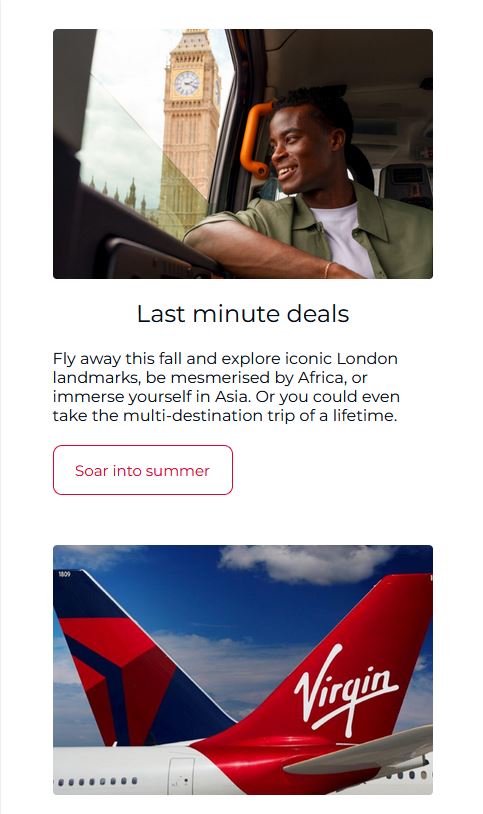 Last minute deals
Fly away this fall and explore iconic London
landmarks, be mesmerised by Africa, or
immerse yourself in Asia. Or you could even
take the multi-destination trip of a lifetime.
Soar into summer
1809
Virgin